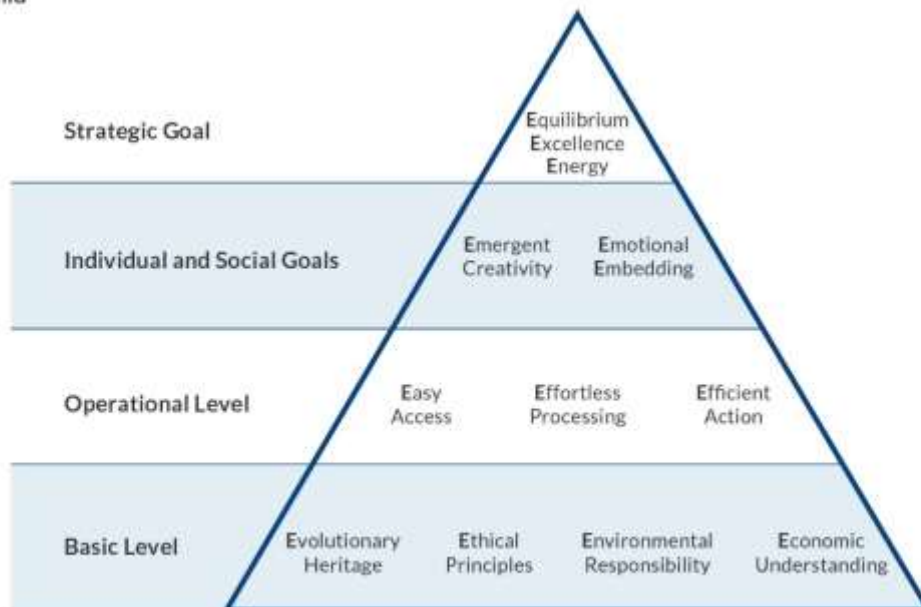 Strategic Goal
Equilibrium
Excellence
Energy
Individual and Social Goals
Emergent
Creativity
Emotional
Embedding
Operational Level
Easy
Access
Effortless
Processing
Efficient
Action
Basic Level
Evolutionary
Heritage
Ethical
Principles
Environmental
Responsibility
Economic
Understanding